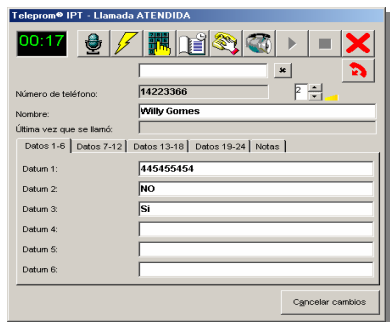 Teleprom® IPT - Llamada ATENDIDA
00:17
Número de teléfono: 14223366 2
Nombre: Willy Gomes
Última vez que se llamó:
Datos 1-6 Datos 7-12 Datos 13-18 Datos 19-24 Notas
Datum 1: 445455454
Datum 2: NO
Datum 3: Si
Datum 4:
Datum 5:
Datum 6:
Cancelar cambios